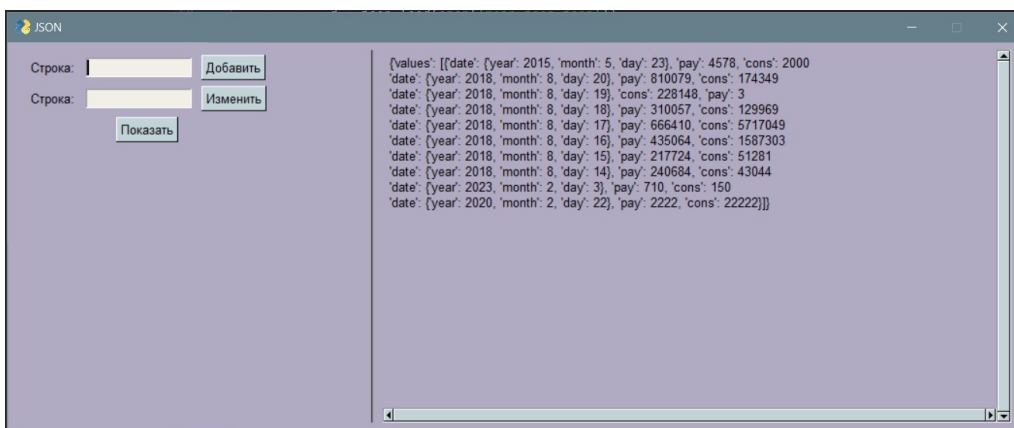 JSON
Строка:
Добавить
Строка:
Изменить
Показать
{'values': [{'date': {'year': 2015, 'month': 5, 'day': 23}, 'pay': 4578, 'cons': 2000
'date': {'year': 2018, 'month': 8, 'day': 20}, 'pay': 810079, 'cons': 174349
'date': {'year': 2018, 'month': 8, 'day': 19}, 'cons': 228148, 'pay': 3
'date': {'year': 2018, 'month': 8, 'day': 18}, 'pay': 310057, 'cons': 129969
'date': {'year': 2018, 'month': 8, 'day': 17}, 'pay': 666410, 'cons': 5717049
'date': {'year': 2018, 'month': 8, 'day': 16}, 'pay': 435064, 'cons': 1587303
'date': {'year': 2018, 'month': 8, 'day': 15}, 'pay': 217724, 'cons': 51281
'date': {'year': 2018, 'month': 8, 'day': 14}, 'pay': 240684, 'cons': 43044
'date': {'year': 2023, 'month': 2, 'day': 3}, 'pay': 710, 'cons': 150
'date': {'year': 2020, 'month': 2, 'day': 22}, 'pay': 2222, 'cons': 22222}]}